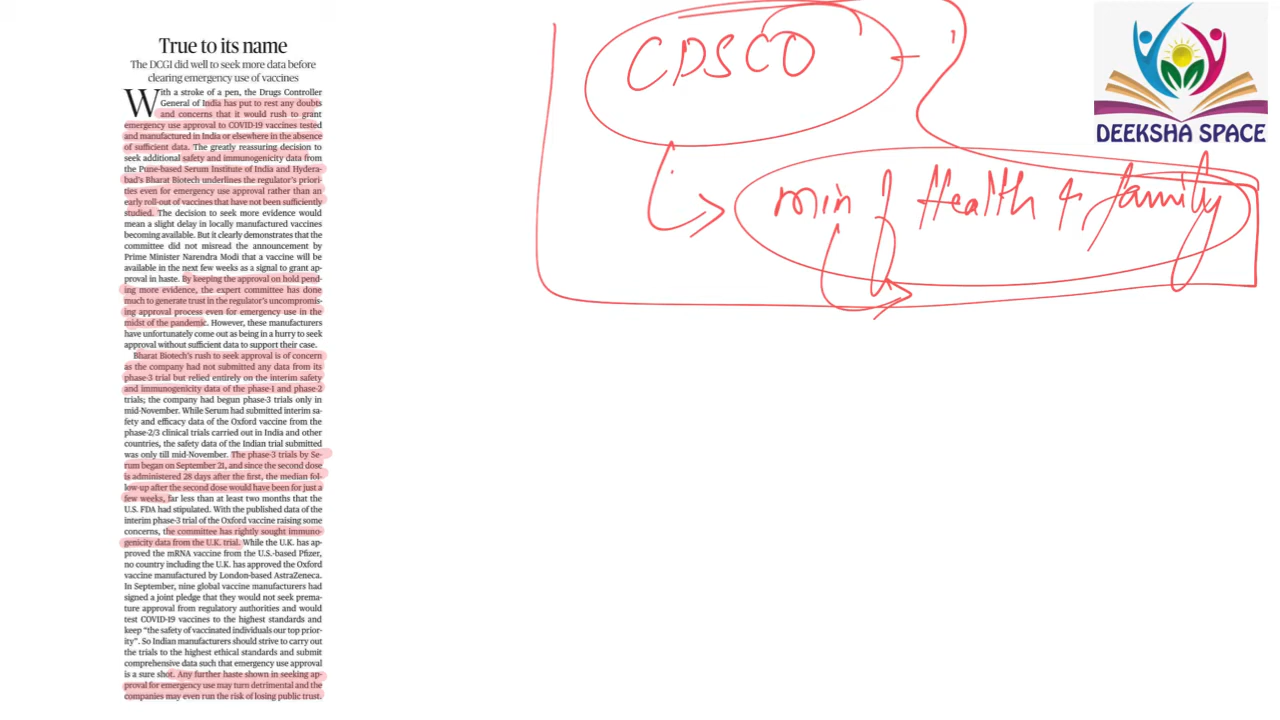 True to its name
The DCGI did well to seek more data before
clearing emergency use of vaccines
With a stroke of a pen, the Drugs Controller
General of India has put to rest any doubts
and concerns that it would rush to grant
emergency use approval to COVID-19 vaccines tested
and manufactured in India or elsewhere in the absence
of sufficient data. The greatly reassuring decision to
seek additional safety and immunogenicity data from
the Pune-based Serum Institute of India and Hydera-
bad's Bharat Biotech underlines the regulator's priori-
ties even for emergency use approval rather than an
early roll-out of vaccines that have not been sufficiently
studied. The decision to seek more evidence would
mean a slight delay in locally manufactured vaccines
becoming available. But it clearly demonstrates that the
committee did not misread the announcement by
Prime Minister Narendra Modi that a vaccine will be
available in the next few weeks as a signal to grant ap-
proval in haste. By keeping the approval on hold pend-
ing more evidence, the expert committee has done
much to generate trust in the regulator's uncompromis-
ing approval process even for emergency use in the
midst of the pandemic. However, these manufacturers
have unfortunately come out as being in a hurry to seek
approval without sufficient data to support their case.
Bharat Biotech's rush to seek approval is of concern
as the company had not submitted any data from its
phase-3 trial but relied entirely on the interim safety
and immunogenicity data of the phase-1 and phase-2
trials; the company had begun phase-3 trials only in
mid-November. While Serum had submitted interim sa-
fety and efficacy data of the Oxford vaccine from the
phase-2/3 clinical trials carried out in India and other
countries, the safety data of the Indian trial submitted
was only till mid-November. The phase-3 trials by Se-
rum began on September 21, and since the second dose
is administered 28 days after the first, the median fol-
low up after the second dose would have been for just a
few weeks, far less than at least two months that the
U.S. FDA had stipulated. With the published data of the
interim phase-3 trial of the Oxford vaccine raising some
concerns, the committee has rightly sought immuno-
genicity data from the U.K. trial. While the U.K. has ap-
proved the mRNA vaccine from the U.S.-based Pfizer,
no country including the U.K. has approved the Oxford
vaccine manufactured by London-based AstraZeneca.
In September, nine global vaccine manufacturers had
signed a joint pledge that they would not seek prema-
ture approval from regulatory authorities and would
test COVID-19 vaccines to the highest standards and
keep "the safety of vaccinated individuals our top prior-
ity". So Indian manufacturers should strive to carry out
the trials to the highest ethical standards and submit
comprehensive data such that emergency use approval
is a sure shot. Any further haste shown in seeking ap-
proval for emergency use may turn detrimental and the
companies may even run the risk of losing public trust.
CDSCO
min of Health & family
DEEKSHA SPACE